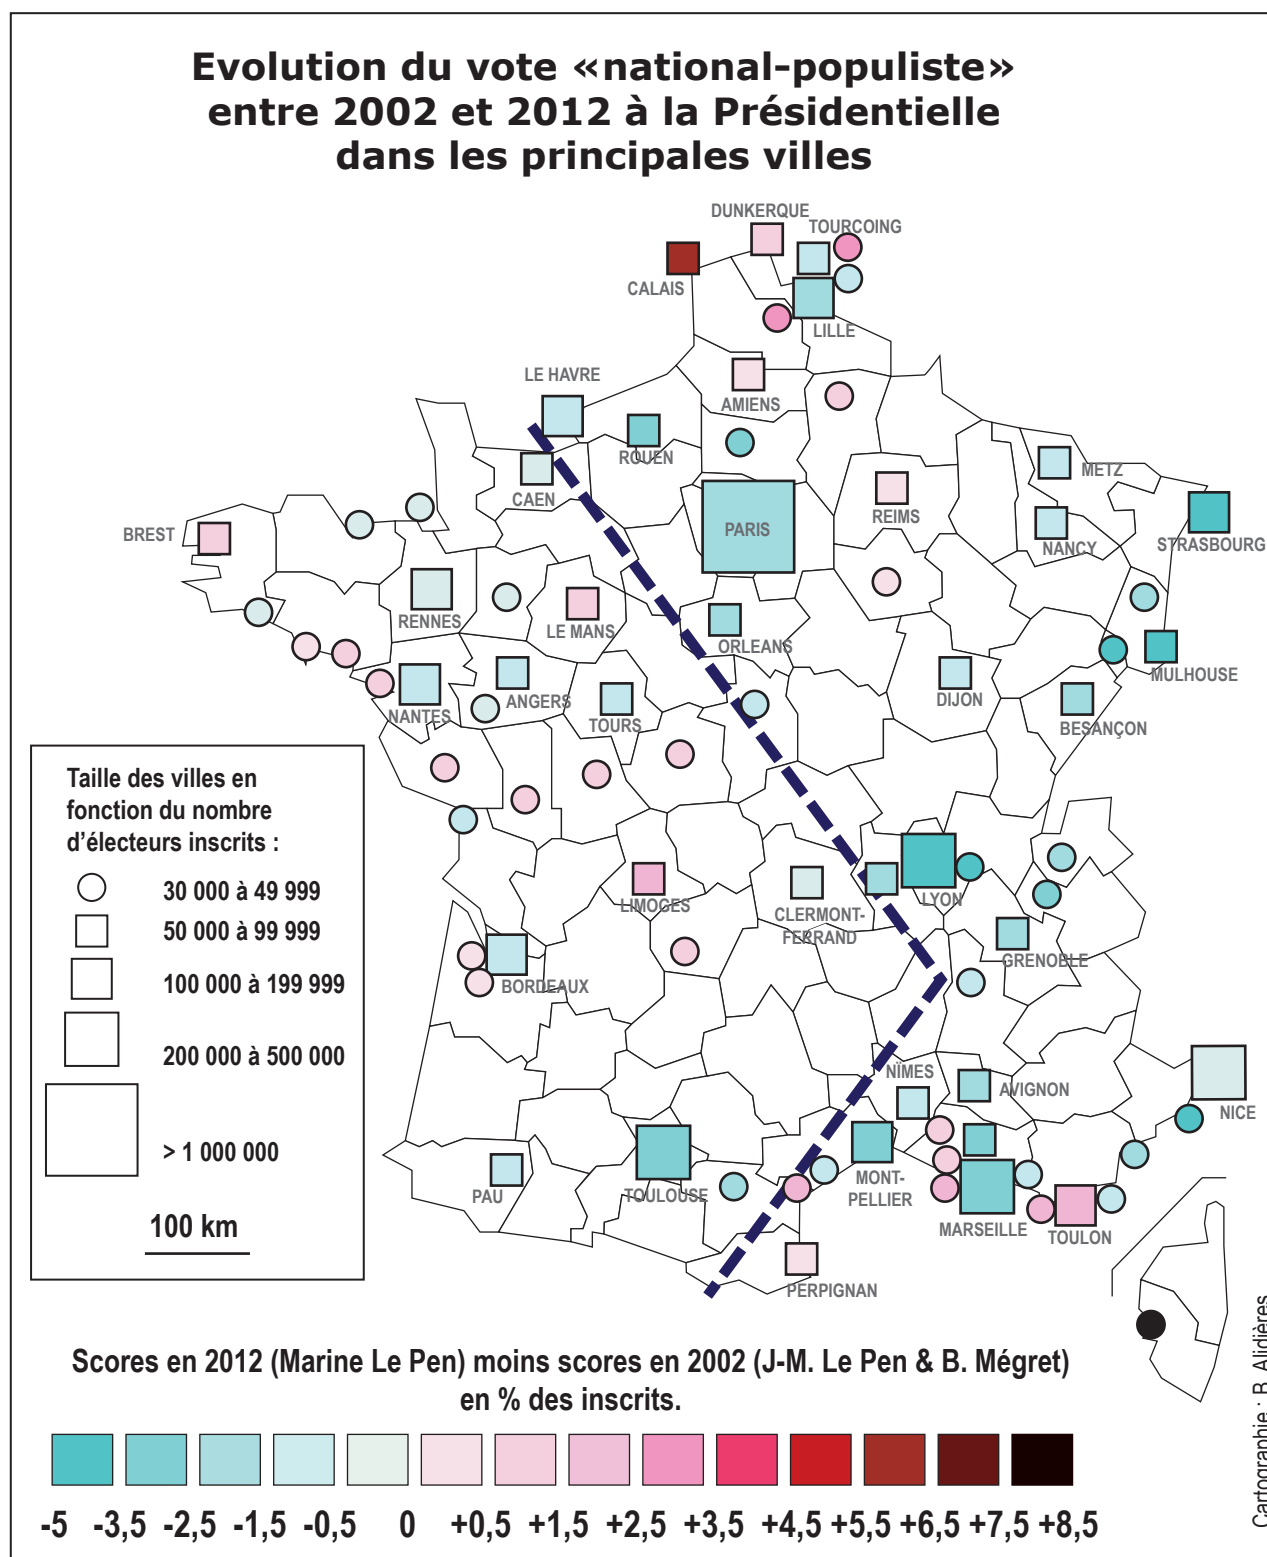 Evolution du vote «national-populiste»
entre 2002 et 2012 à la Présidentielle
dans les principales villes
DUNKERQUE
TOURCOING
CALAIS
LILLE
LE HAVRE
AMIENS
ROUEN
METZ
CAEN
REIMS
BREST
PARIS
NANCY
STRASBOURG
RENNES
LE MANS
ORLEANS
MULHOUSE
NANTES
ANGERS
TOURS
DIJON
BESANÇON
Taille des villes en
fonction du nombre
d’électeurs inscrits :
30 000 à 49 999
50 000 à 99 999
100 000 à 199 999
200 000 à 500 000
> 1 000 000
100 km
LIMOGES
CLERMONT-
FERRAND
LYON
GRENOBLE
BORDEAUX
NÏMES
AVIGNON
NICE
PAU
TOULOUSE
MONT-
PELLIER
MARSEILLE
TOULON
PERPIGNAN
Scores en 2012 (Marine Le Pen) moins scores en 2002 (J-M. Le Pen & B. Mégret)
en % des inscrits.
-5 -3,5 -2,5 -1,5 -0,5 0 +0,5 +1,5 +2,5 +3,5 +4,5 +5,5 +6,5 +7,5 +8,5
Cartographie : B. Alidières